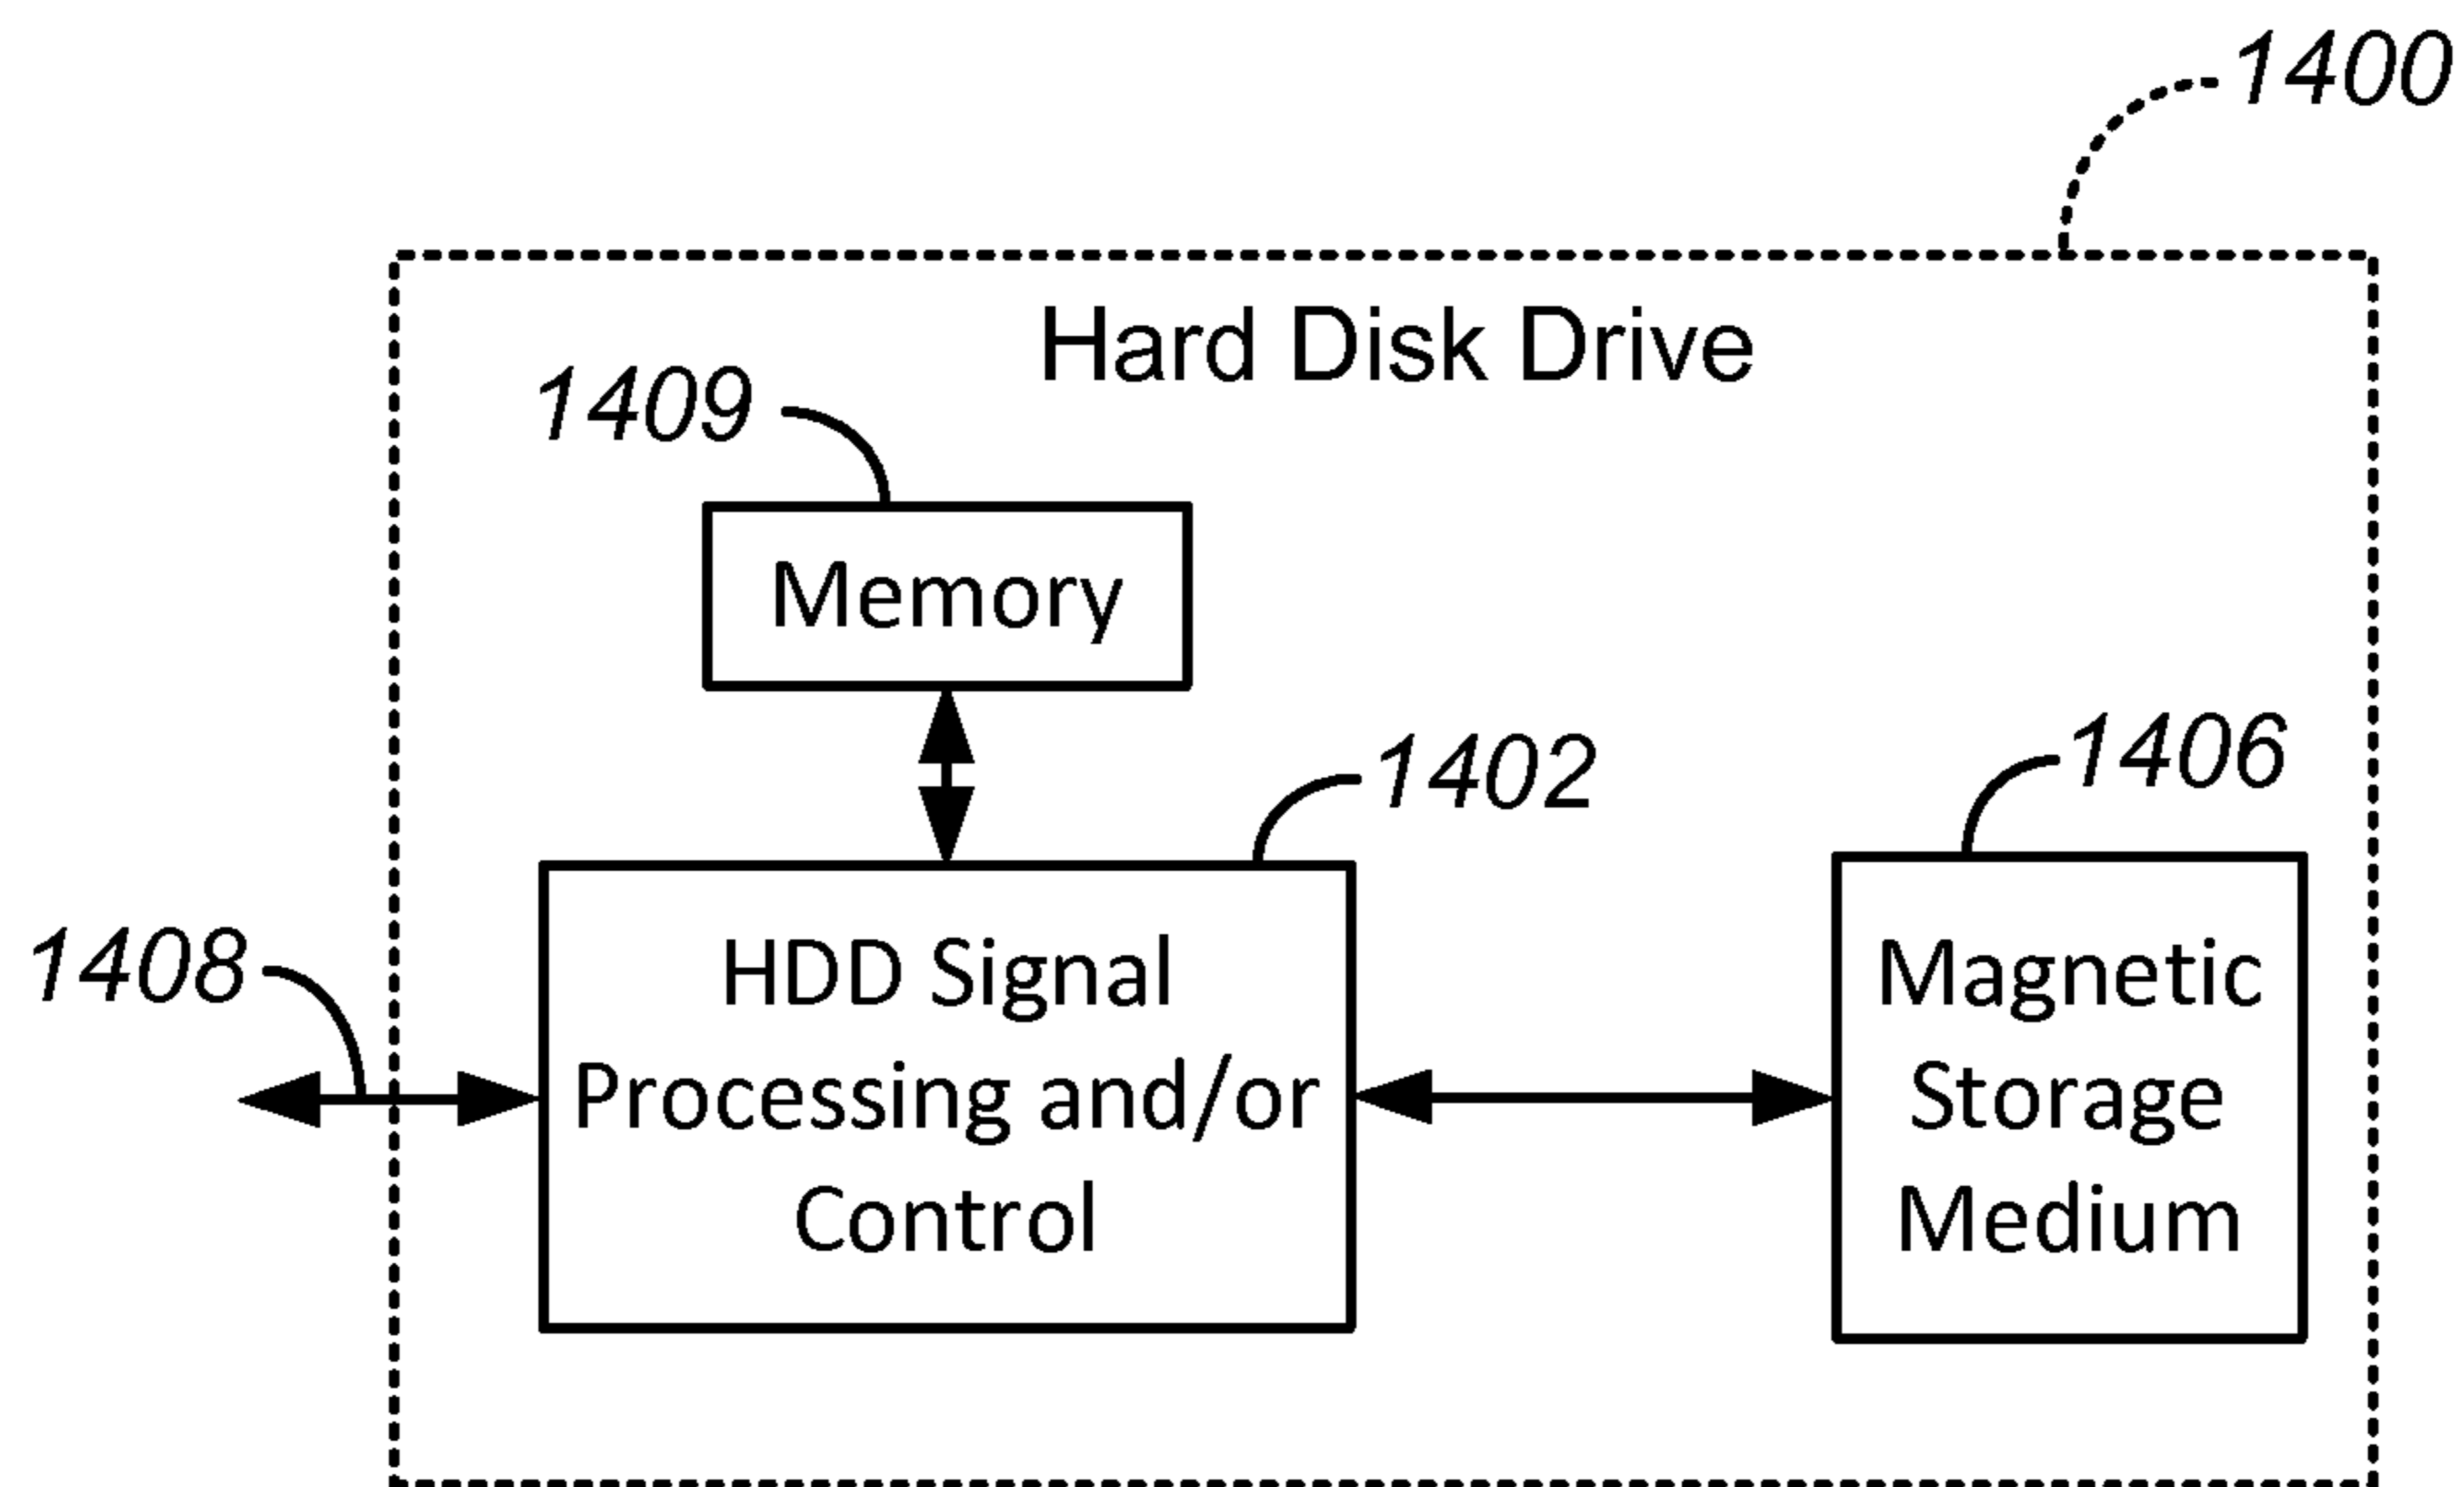 1400
Hard Disk Drive
1409
Memory
1402
1406
1408
HDD Signal
Processing and/or
Control
Magnetic
Storage
Medium